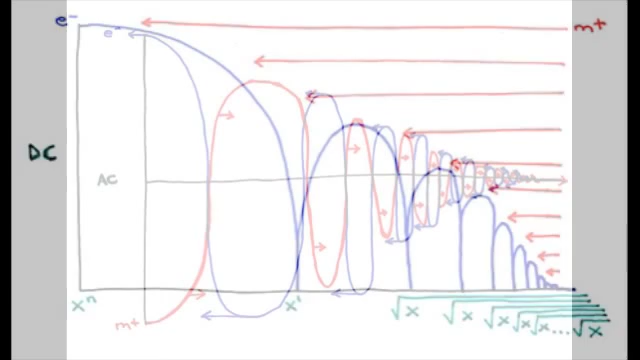 e⁻
m+
e⁻
DC
AC
xⁿ
x'
√x √x √x √x √x ... √x
m+